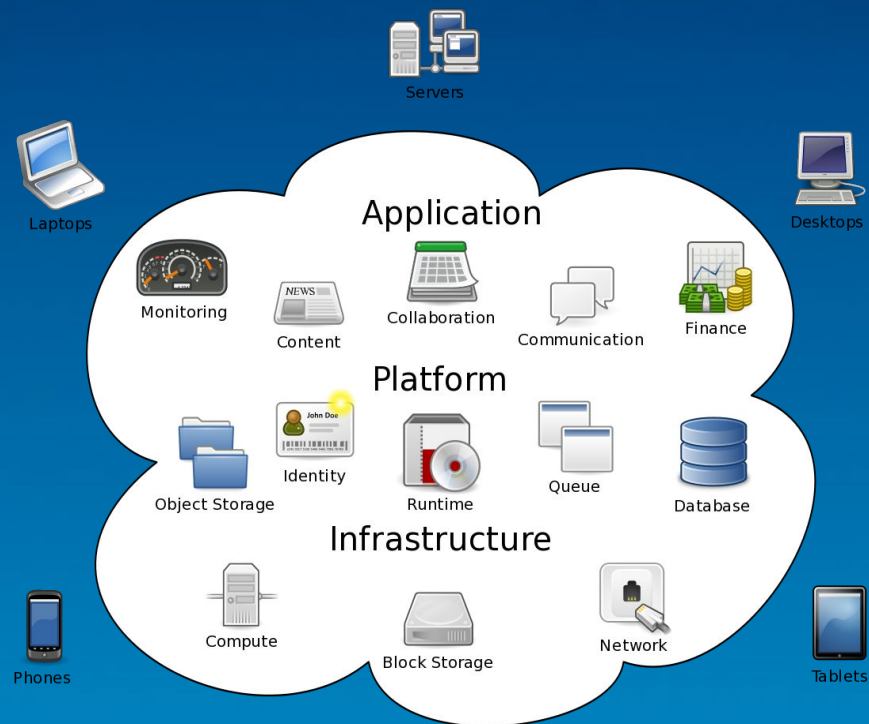 Servers
Laptops
Desktops
Application
Monitoring
NEWS
Content
Collaboration
Communication
Finance
Platform
John Doe
Object Storage
Identity
Runtime
Queue
Database
Infrastructure
Compute
Block Storage
Network
Phones
Tablets